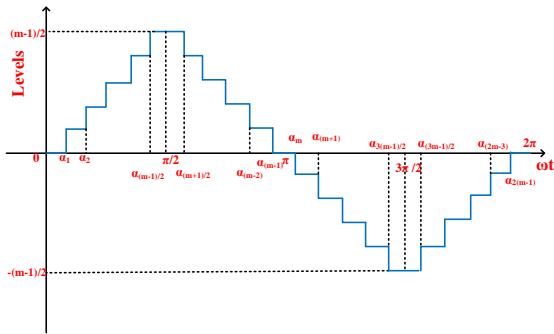 (m-1)/2
Levels
α1
α2
0
π/2
α(m-1)/2
α(m+1)/2
α(m-2)
α(m-1)
π
αm
α(m+1)
α3(m-1)/2
α(3m-1)/2
α(2m-3)
2π
3π/2
ωt
α2(m-1)
-(m-1)/2